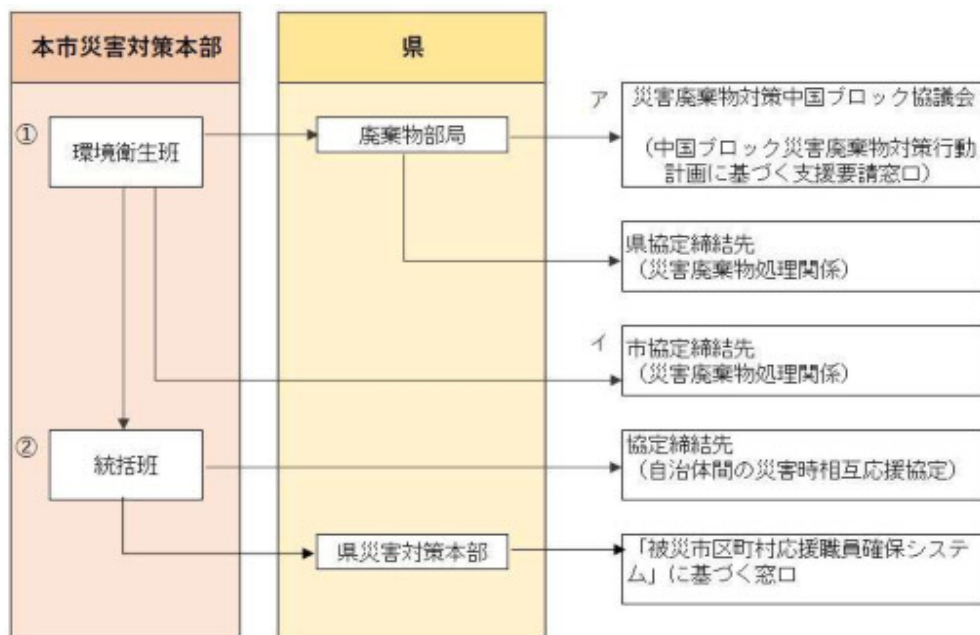 本市災害対策本部
県
①
環境衛生班
廃棄物部局
ア
災害廃棄物対策中国ブロック協議会
（中国ブロック災害廃棄物対策行動
計画に基づく支援要請窓口）
県協定締結先
（災害廃棄物処理関係）
イ
市協定締結先
（災害廃棄物処理関係）
②
統括班
協定締結先
（自治体間の災害時相互応援協定）
県災害対策本部
「被災市区町村応援職員確保システ
ム」に基づく窓口